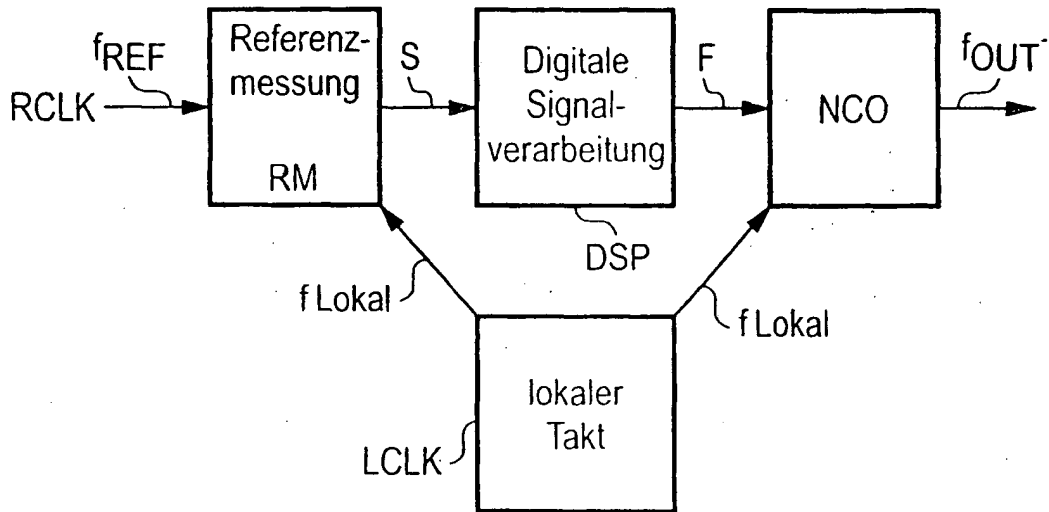 fREF
RCLK
Referenz-
messung
RM
S
Digitale
Signal-
verarbeitung
DSP
F
NCO
fOUT
f Lokal
f Lokal
lokaler
Takt
LCLK